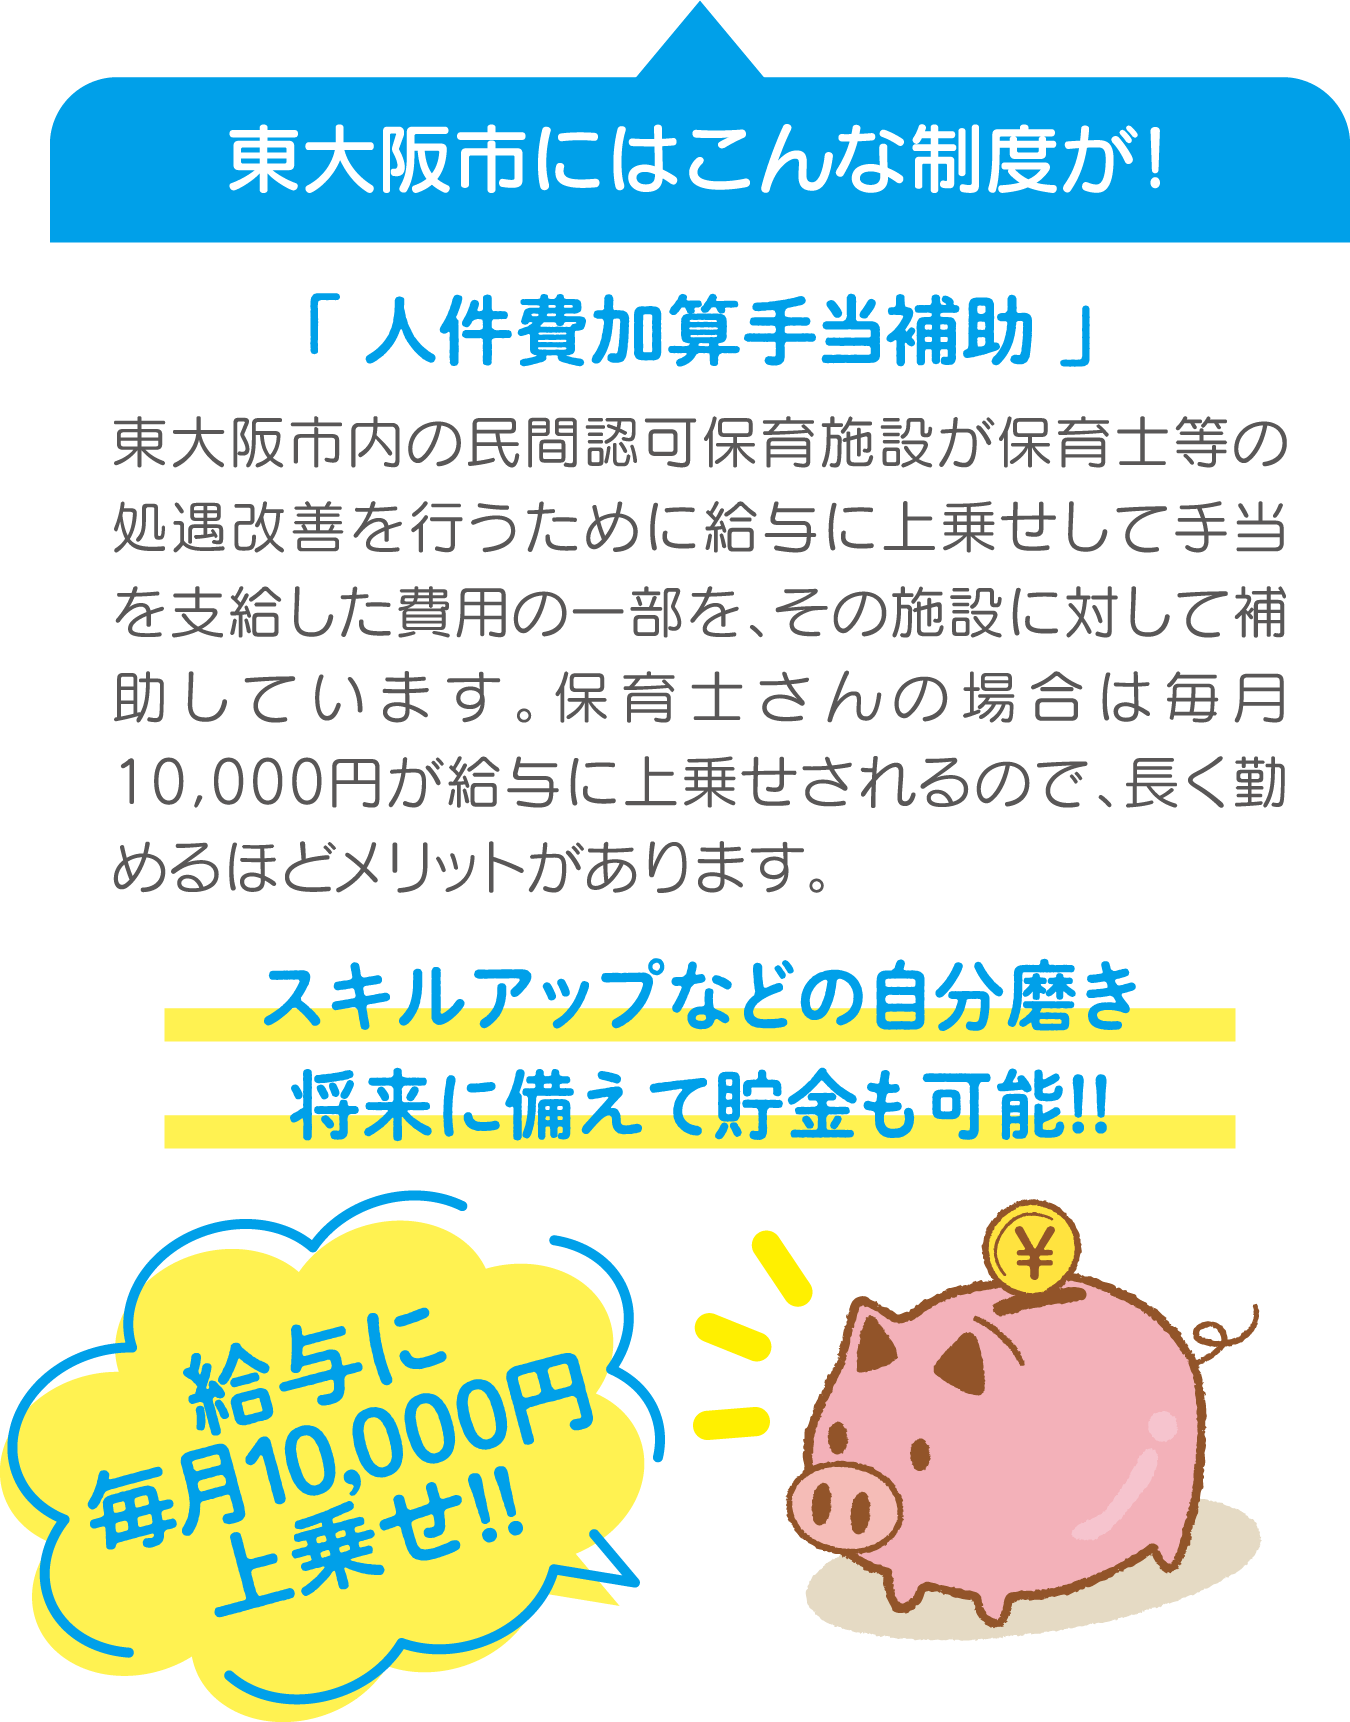 東大阪市にはこんな制度が！
「 人件費加算手当補助 」
東大阪市内の民間認可保育施設が保育士等の
処遇改善を行うために給与に上乗せして手当
を支給した費用の一部を、その施設に対して補
助しています。保育士さんの場合は毎月
10,000円が給与に上乗せされるので、長く勤
めるほどメリットがあります。
スキルアップなどの自分磨き
将来に備えて貯金も可能!!
給与に
毎月10,000円
上乗せ!!
¥